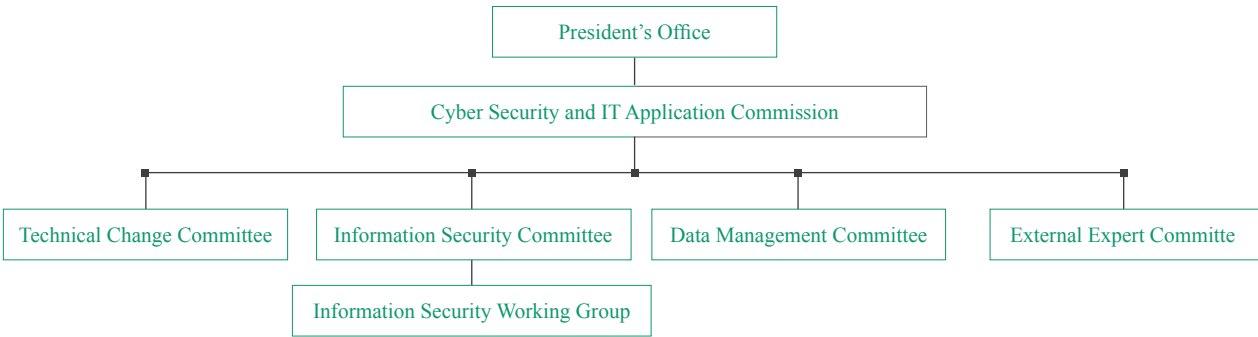 President’s Office
Cyber Security and IT Application Commission
Technical Change Committee
Information Security Committee
Data Management Committee
External Expert Committe
Information Security Working Group